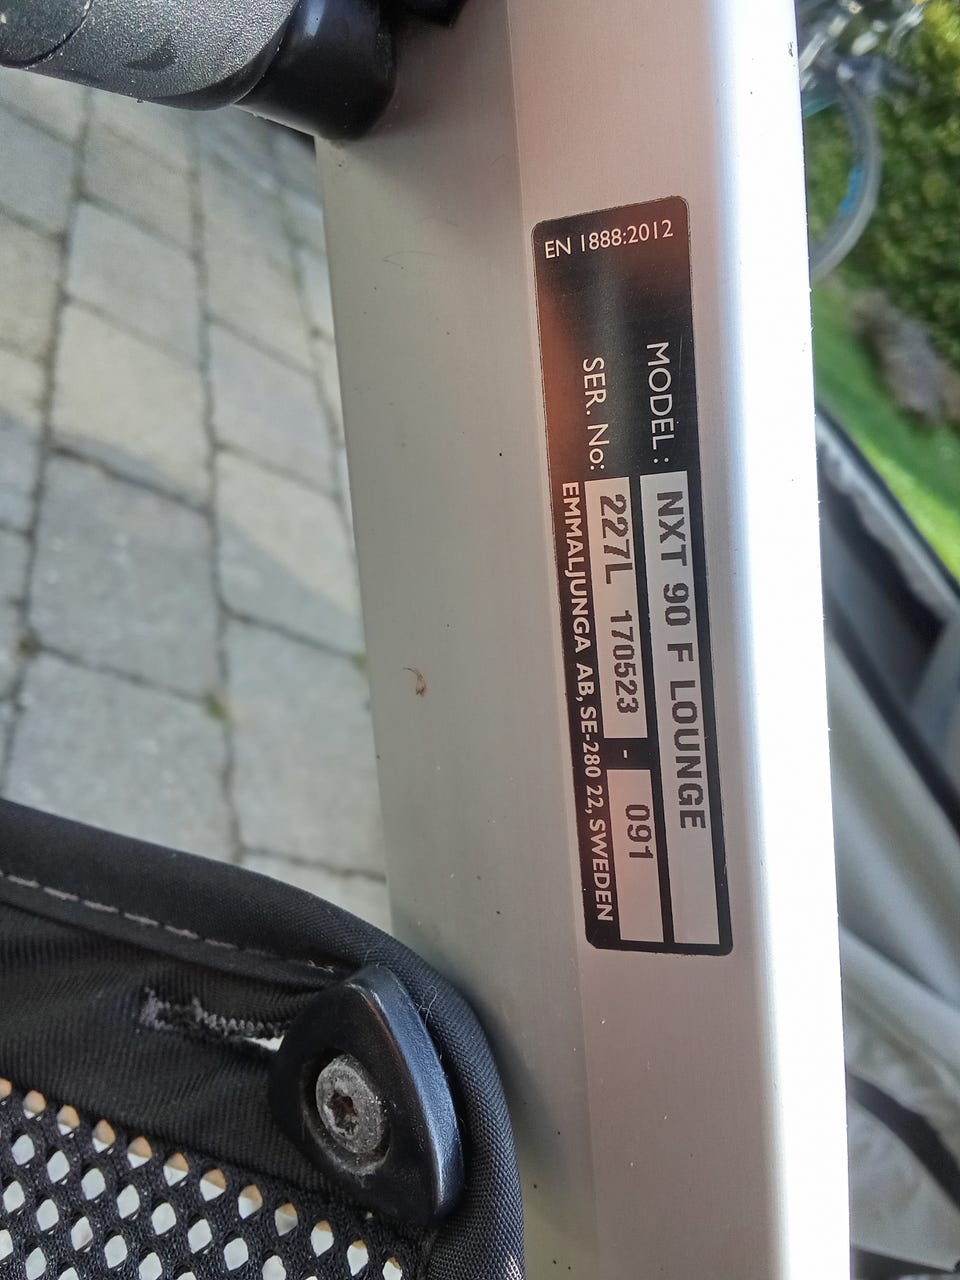 EN 1888:2012
MODEL: NXT 90 F LOUNGE
SER. No: 227L 170523 - 091
EMMALJUNGA AB, SE-280 22, SWEDEN